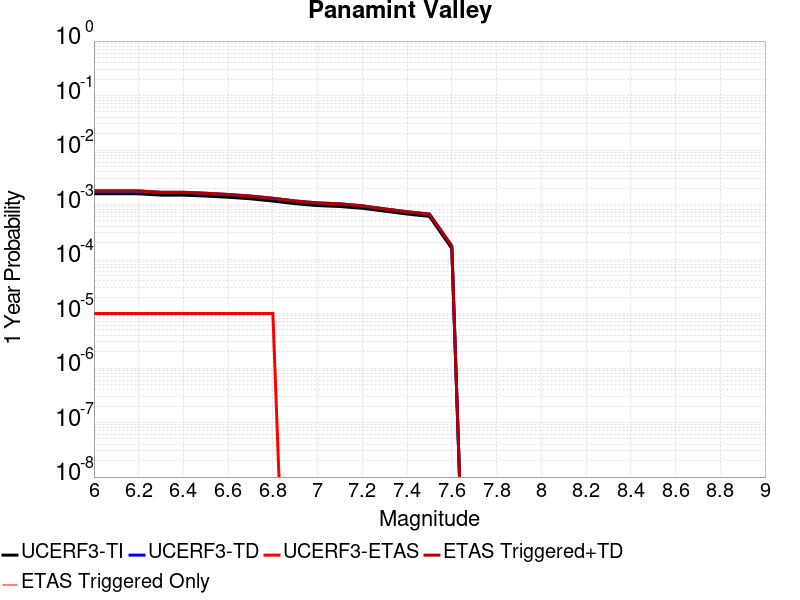 Panamint Valley
10^0
10^-1
10^-2
10^-3
10^-4
10^-5
10^-6
10^-7
10^-8
1 Year Probability
6 6.2 6.4 6.6 6.8 7 7.2 7.4 7.6 7.8 8 8.2 8.4 8.6 8.8 9
Magnitude
UCERF3-TI UCERF3-TD UCERF3-ETAS ETAS Triggered+TD
ETAS Triggered Only